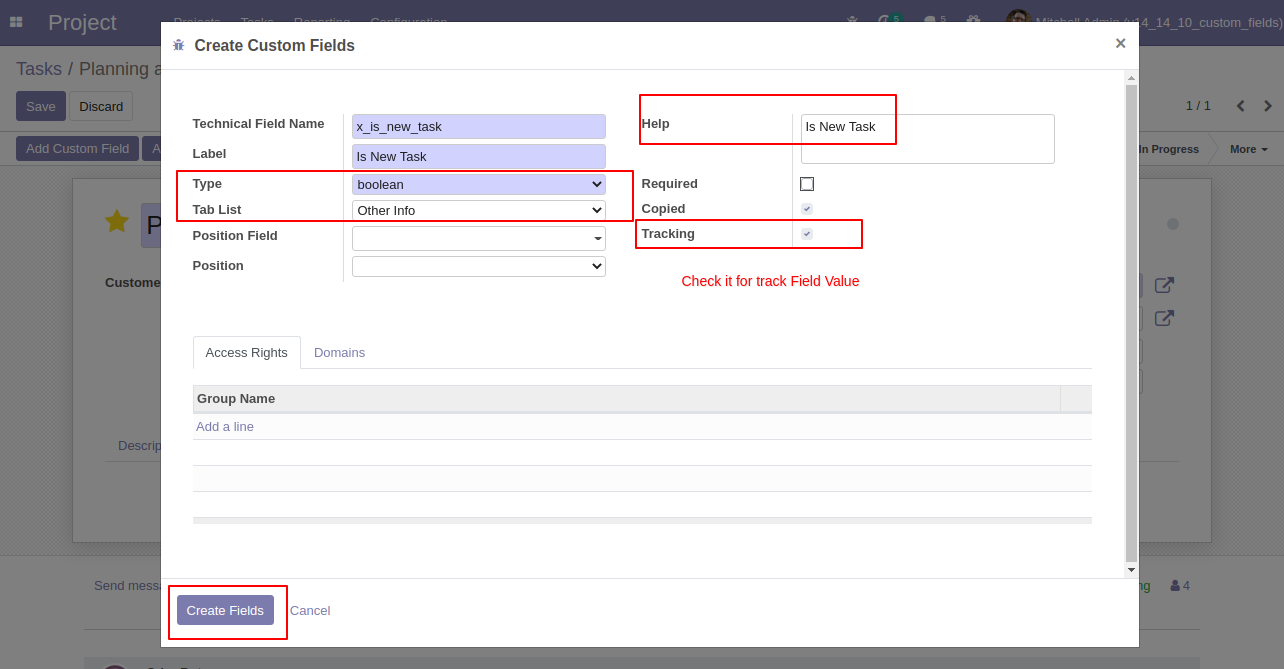 Project Projects Tasks Reporting Configuration 5 5 Mitchell Admin (v14_14_10_custom_fields)
Create Custom Fields ×
Tasks / Planning a
Save Discard 1 / 1
Add Custom Field A In Progress More
Technical Field Name x_is_new_task Help Is New Task
Label Is New Task
Type boolean Required
Tab List Other Info Copied
Position Field Tracking
Position
Check it for track Field Value
P
Custome
Access Rights Domains
Group Name
Add a line
Descrip
Send messa ng 4
Create Fields Cancel